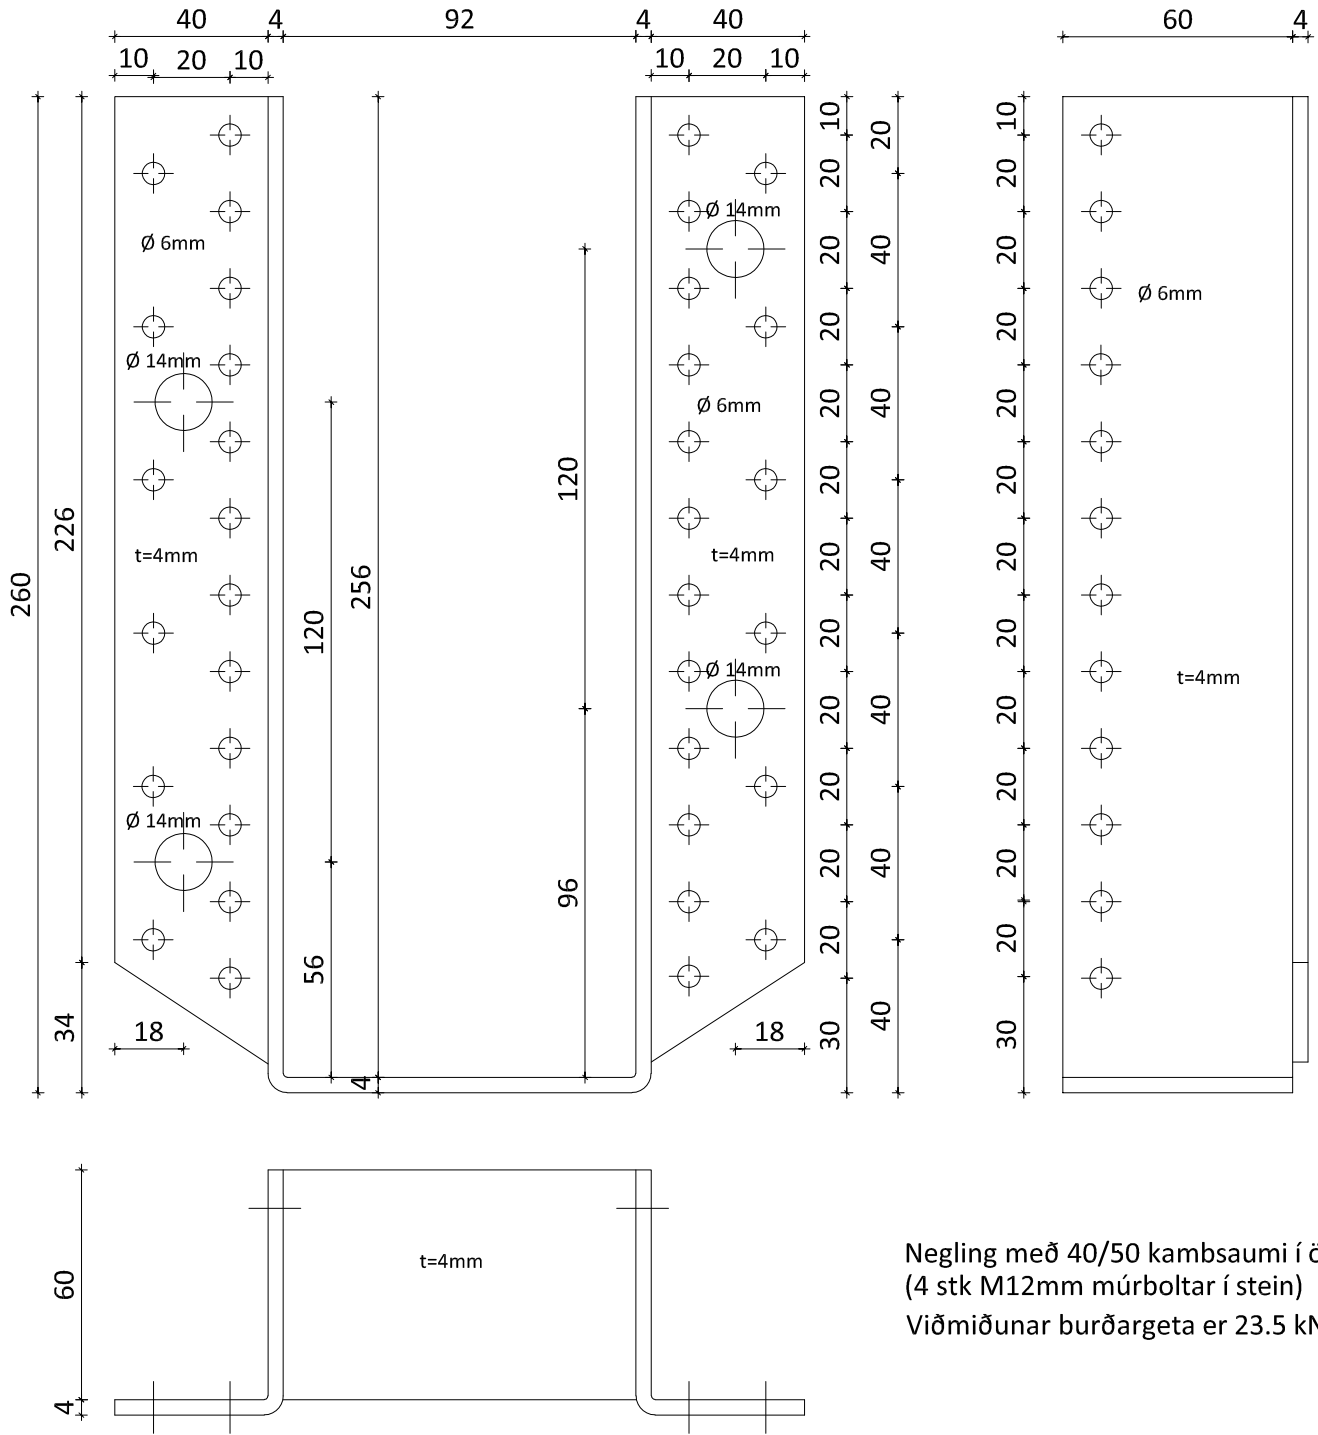 40 4 92 4 40 60 4
10 20 10 10 20 10
10 20 10
20 20
Ø 14mm
Ø 6mm 20 40 20
Ø 6mm
20 20
Ø 14mm
Ø 6mm 20 40 20
120 20 20
226
t=4mm 256 t=4mm 20 40 20
260
120 20 20
Ø 14mm t=4mm
20 40 20
20 20
Ø 14mm
96 20 40 20
56 20 20
34 18 18 30 40 30
4
60 t=4mm
4
Negling með 40/50 kambsaumi í
(4 stk M12mm múrboltar í stein)
Viðmiðunar burðargeta er 23.5